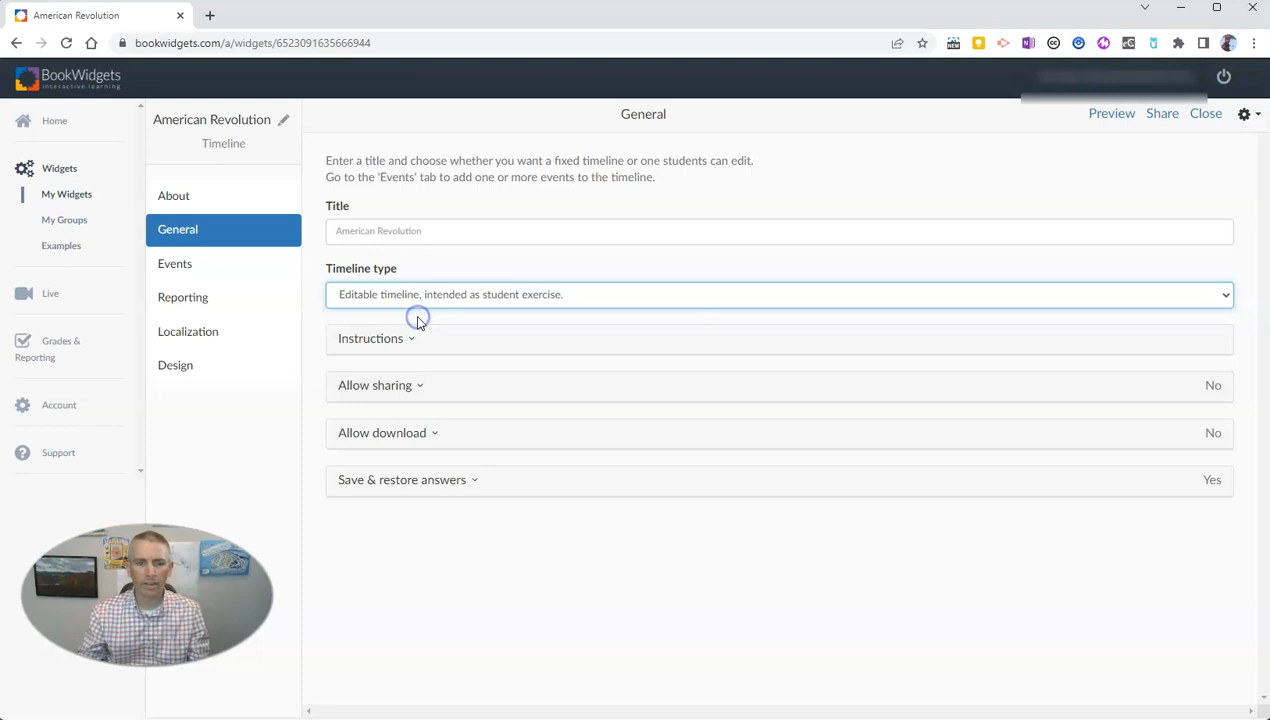 American Revolution
bookwidgets.com/a/widgets/6523091635666944
BookWidgets
interactive learning
Home
Widgets
My Widgets
My Groups
Examples
Live
Grades &
Reporting
Account
Support
American Revolution
Timeline
About
General
Events
Reporting
Localization
Design
General
Preview
Share
Close
Enter a title and choose whether you want a fixed timeline or one students can edit.
Go to the 'Events' tab to add one or more events to the timeline.
Title
American Revolution
Timeline type
Editable timeline, intended as student exercise.
Instructions
Allow sharing
No
Allow download
No
Save & restore answers
Yes